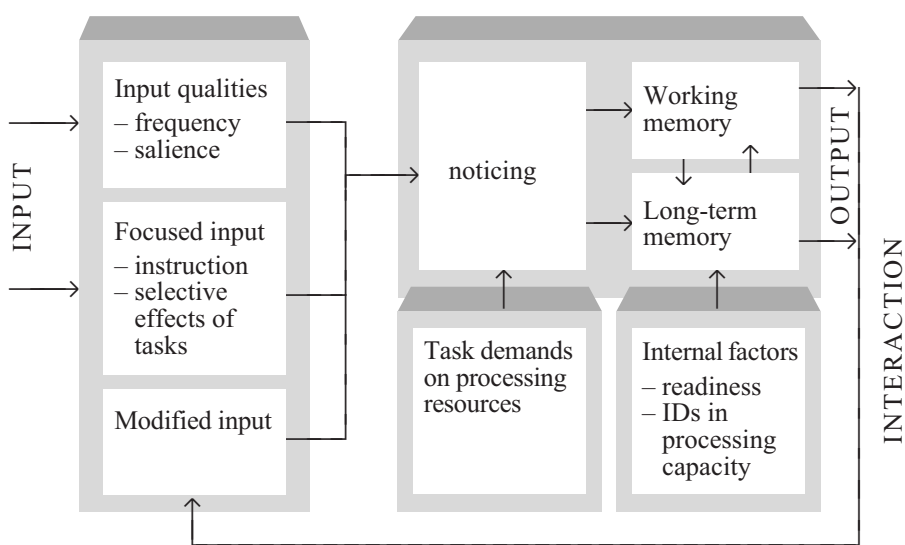 INPUT
Input qualities
– frequency
– salience
Focused input
– instruction
– selective
effects of
tasks
Modified input
noticing
Working
memory
Long-term
memory
Task demands
on processing
resources
Internal factors
– readiness
– IDs in
processing
capacity
OUTPUT
INTERACTION